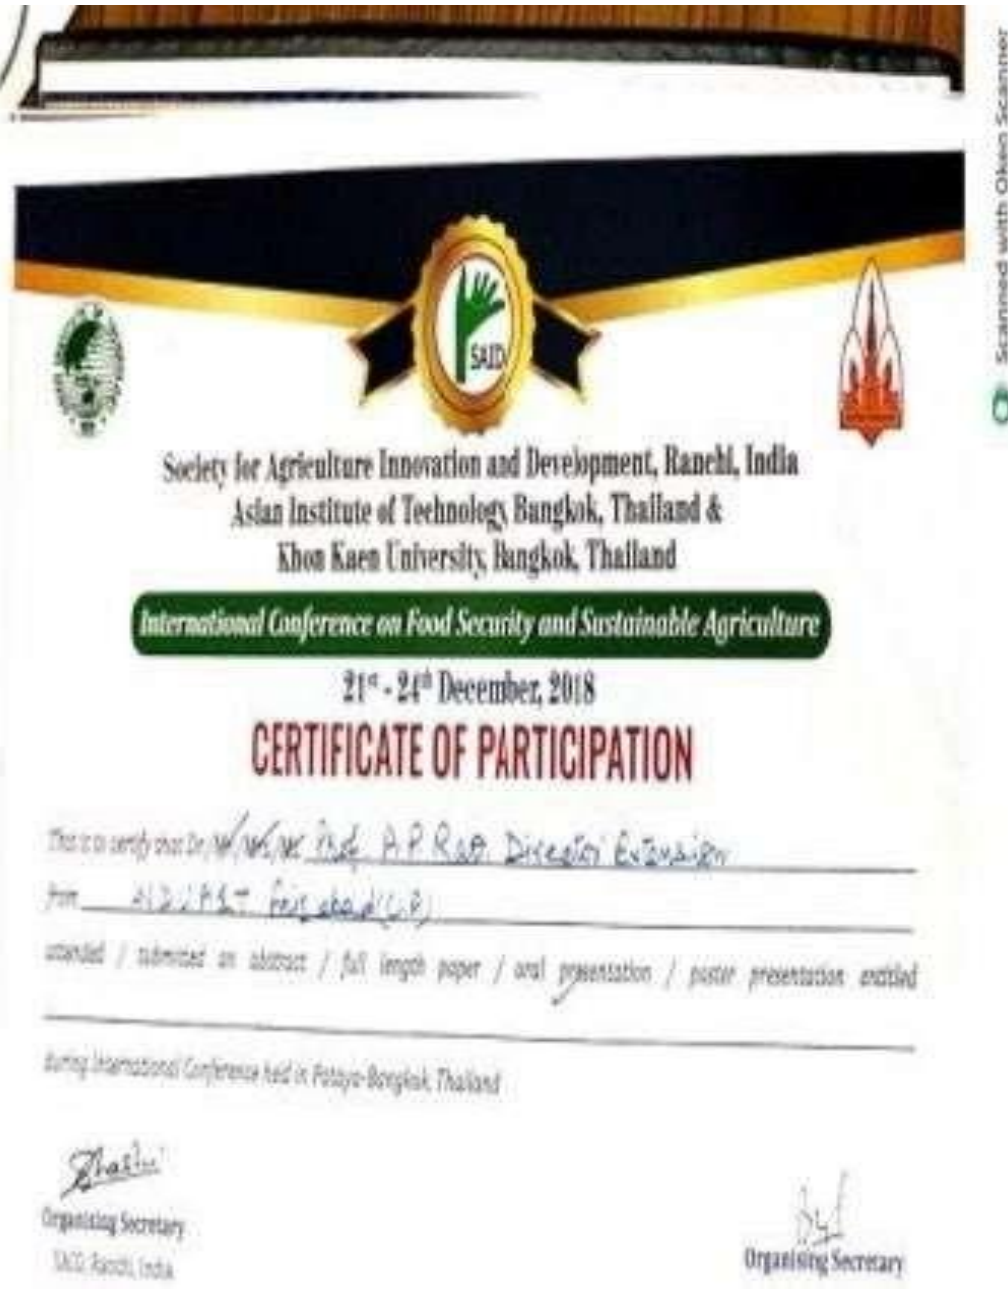 SAID
Society for Agriculture Innovation and Development, Ranchi, India
Asian Institute of Technology, Bangkok, Thailand &
Khon Kaen University, Bangkok, Thailand
International Conference on Food Security and Sustainable Agriculture
21st - 24th December, 2018
CERTIFICATE OF PARTICIPATION
This is to certify that Dr. Prof. A.P. Rao Director Extension
from
attended / submitted an abstract / full length paper / oral presentation / poster presentation entitled
during International Conference held in Pattaya-Bangkok, Thailand
Organising Secretary
SAID, Ranchi, India
Organising Secretary
Scanned with Oken Scanner